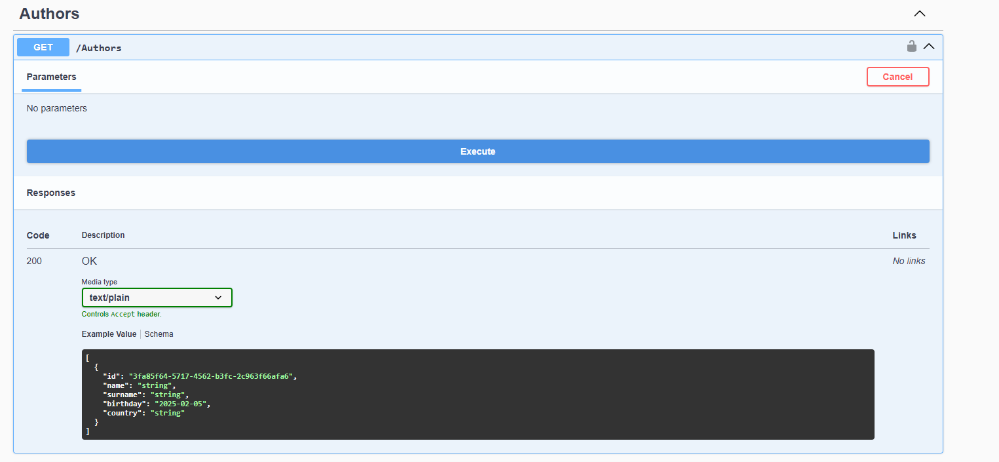 Authors
GET /Authors
Parameters Cancel
No parameters
Execute
Responses
Code Description Links
200 OK No links
Media type
text/plain
Controls Accept header.
Example Value Schema
[
  {
    "id": "3fa85f64-5717-4562-b3fc-2c963f66afa6",
    "name": "string",
    "surname": "string",
    "birthday": "2025-02-05",
    "country": "string"
  }
]